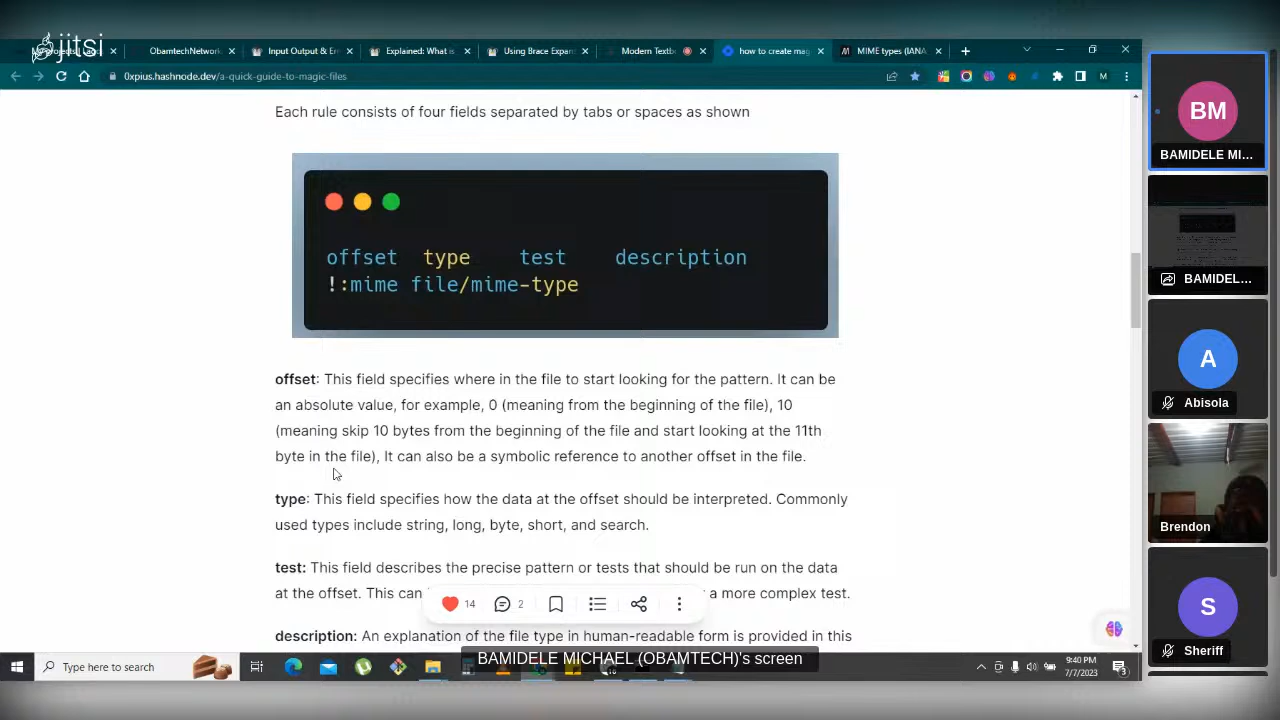 jitsi
ObamtechNetwork
Input Output & Er
Explained: What is
Using Brace Expan
Modern Textb
how to create mag
MIME types (IANA
0xpius.hashnode.dev/a-quick-guide-to-magic-files
M
Each rule consists of four fields separated by tabs or spaces as shown
offset type test description
!:mime file/mime-type
offset: This field specifies where in the file to start looking for the pattern. It can be
an absolute value, for example, 0 (meaning from the beginning of the file), 10
(meaning skip 10 bytes from the beginning of the file and start looking at the 11th
byte in the file), It can also be a symbolic reference to another offset in the file.
type: This field specifies how the data at the offset should be interpreted. Commonly
used types include string, long, byte, short, and search.
test: This field describes the precise pattern or tests that should be run on the data
at the offset. This can a more complex test.
14 2
description: An explanation of the file type in human-readable form is provided in this
BAMIDELE MICHAEL (OBAMTECH)'s screen
Type here to search
9:40 PM
7/7/2023
BM
BAMIDELE MI...
BAMIDEL...
A
Abisola
Brendon
S
Sheriff